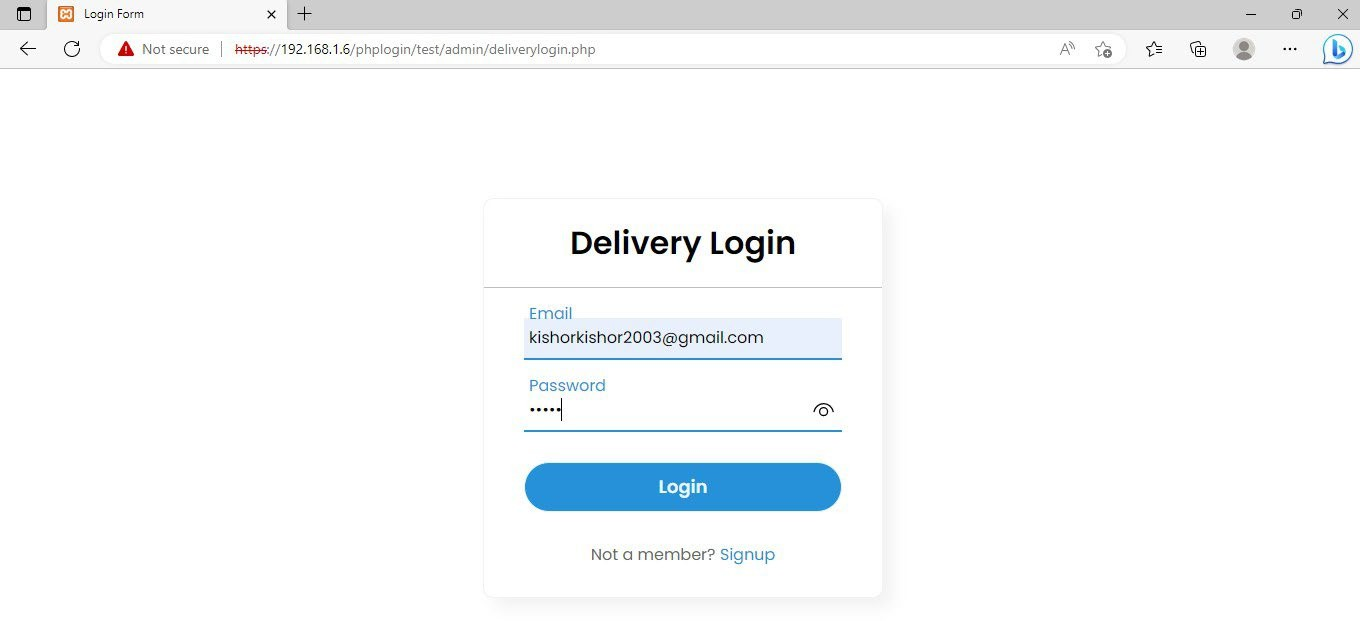 Login Form
Not secure https://192.168.1.6/phplogin/test/admin/deliverylogin.php
Delivery Login
Email
kishorkishor2003@gmail.com
Password
•••••
Login
Not a member? Signup